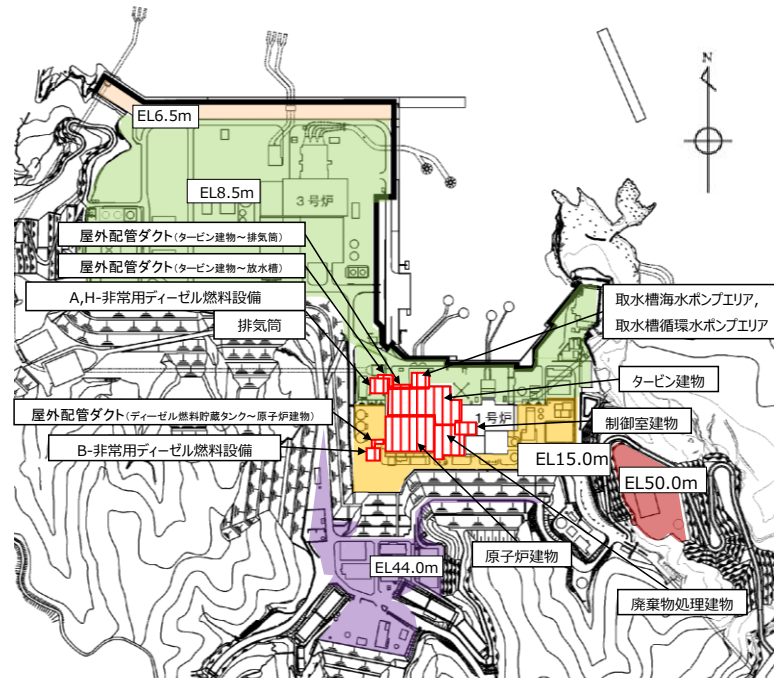 N
EL6.5m
EL8.5m
3号炉
屋外配管ダクト(タービン建物～排気筒)
屋外配管ダクト(タービン建物～放水槽)
A,H-非常用ディーゼル燃料設備
排気筒
取水槽海水ポンプエリア,
取水槽循環水ポンプエリア
タービン建物
屋外配管ダクト(ディーゼル燃料貯蔵タンク～原子炉建物)
1号炉
制御室建物
B-非常用ディーゼル燃料設備
EL15.0m
EL50.0m
EL44.0m
原子炉建物
廃棄物処理建物